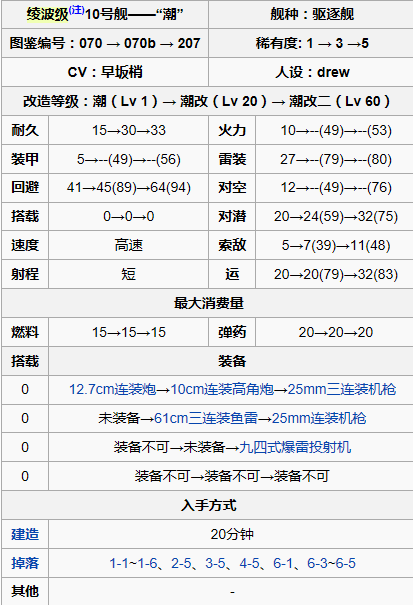 绫波级(注)10号舰——“潮” 舰种：驱逐舰
图鉴编号：070 → 070b → 207 稀有度: 1 → 3 →5
CV：早坂梢 人设：drew
改造等级：潮（Lv 1）→ 潮改（Lv 20）→ 潮改二（Lv 60）
耐久 15→30→33 火力 10→--(49)→--(53)
装甲 5→--(49)→--(56) 雷装 27→--(79)→--(80)
回避 41→45(89)→64(94) 对空 12→--(49)→--(76)
搭载 0→0→0 对潜 20→24(59)→32(75)
速度 高速 索敌 5→7(39)→11(48)
射程 短 运 20→20(79)→32(83)
最大消费量
燃料 15→15→15 弹药 20→20→20
搭载 装备
0 12.7cm连装炮→10cm连装高角炮→25mm三连装机枪
0 未装备→61cm三连装鱼雷→25mm连装机枪
0 装备不可→未装备→九四式爆雷投射机
0 装备不可→装备不可→装备不可
入手方式
建造 20分钟
掉落 1-1~1-6、2-5、3-5、4-5、6-1、6-3~6-5
其他 -